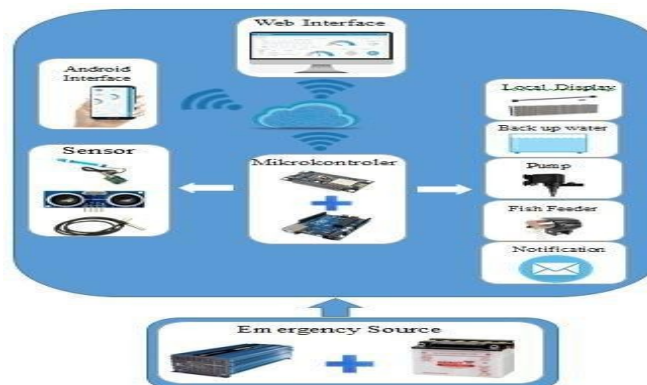 Web Interface
Android
Interface
Local Display
Back up water
Sensor
Mikrokontroler
Pump
Fish Feeder
Notification
Emergency Source